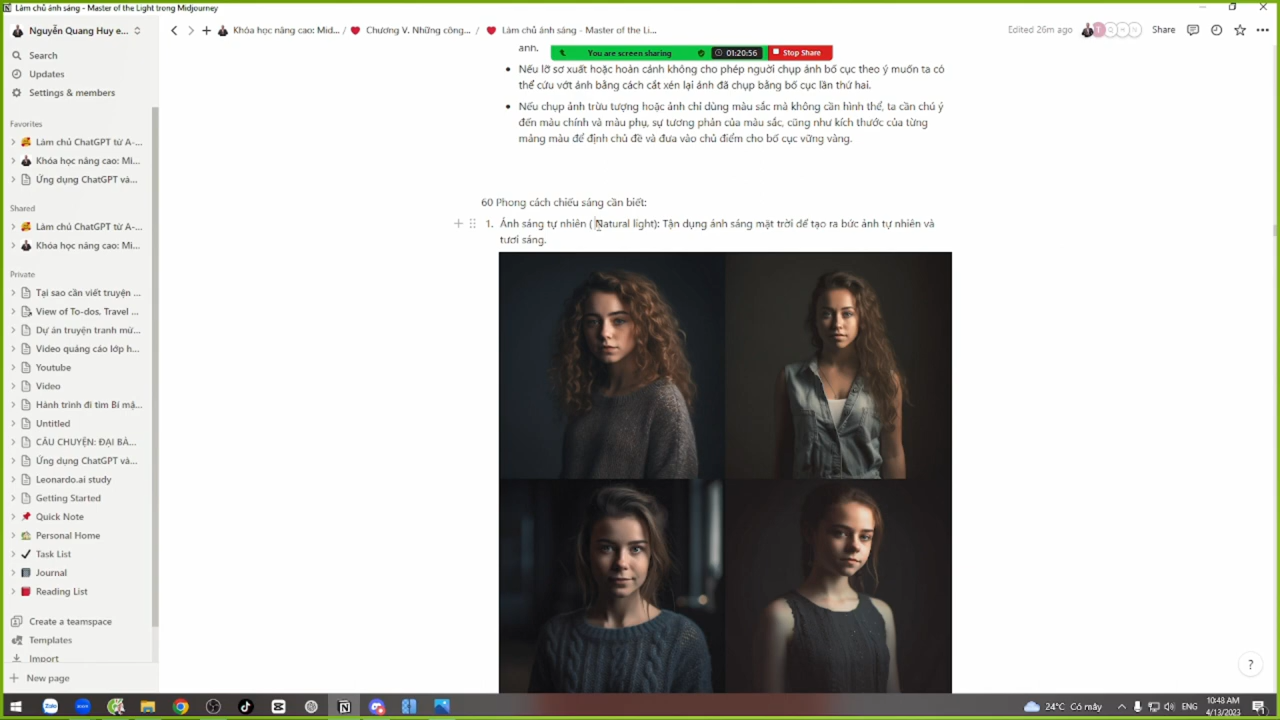 Làm chủ ánh sáng - Master of the Light trong Midjourney
Nguyễn Quang Huy e...
Khóa học nâng cao: Mid... / Chương V. Những công... / Làm chủ ánh sáng - Master of the Li...
Edited 26m ago
Share
You are screen sharing
01:20:56
Stop Share
Search
Updates
Settings & members
Favorites
Làm chủ ChatGPT từ A-...
Khóa học nâng cao: Mi...
Ứng dụng ChatGPT và...
Shared
Làm chủ ChatGPT từ A-...
Khóa học nâng cao: Mi...
Private
Tại sao cần viết truyện ...
View of To-dos, Travel ...
Dự án truyện tranh mù...
Video quảng cáo lớp h...
Youtube
Video
Hành trình đi tìm Bí mậ...
Untitled
CÂU CHUYỆN: ĐẠI BÀ...
Ứng dụng ChatGPT và...
Leonardo.ai study
Getting Started
Quick Note
Personal Home
Task List
Journal
Reading List
Create a teamspace
Templates
Import
New page
ảnh.
Nếu lỡ sơ xuất hoặc hoàn cảnh không cho phép người chụp ảnh bố cục theo ý muốn ta có
thể cứu vớt ảnh bằng cách cắt xén lại ảnh đã chụp bằng bố cục lần thứ hai.
Nếu chụp ảnh trừu tượng hoặc ảnh chỉ dùng màu sắc mà không cần hình thể, ta cần chú ý
đến màu chính và màu phụ, sự tương phản của màu sắc, cũng như kích thước của từng
mảng màu để định chủ đề và đưa vào chủ điểm cho bố cục vững vàng.
60 Phong cách chiếu sáng cần biết:
1. Ánh sáng tự nhiên ( Natural light): Tận dụng ánh sáng mặt trời để tạo ra bức ảnh tự nhiên và
tươi sáng.
?
Zalo
zoom
24°C Có mây
ENG
10:48 AM
4/13/2023